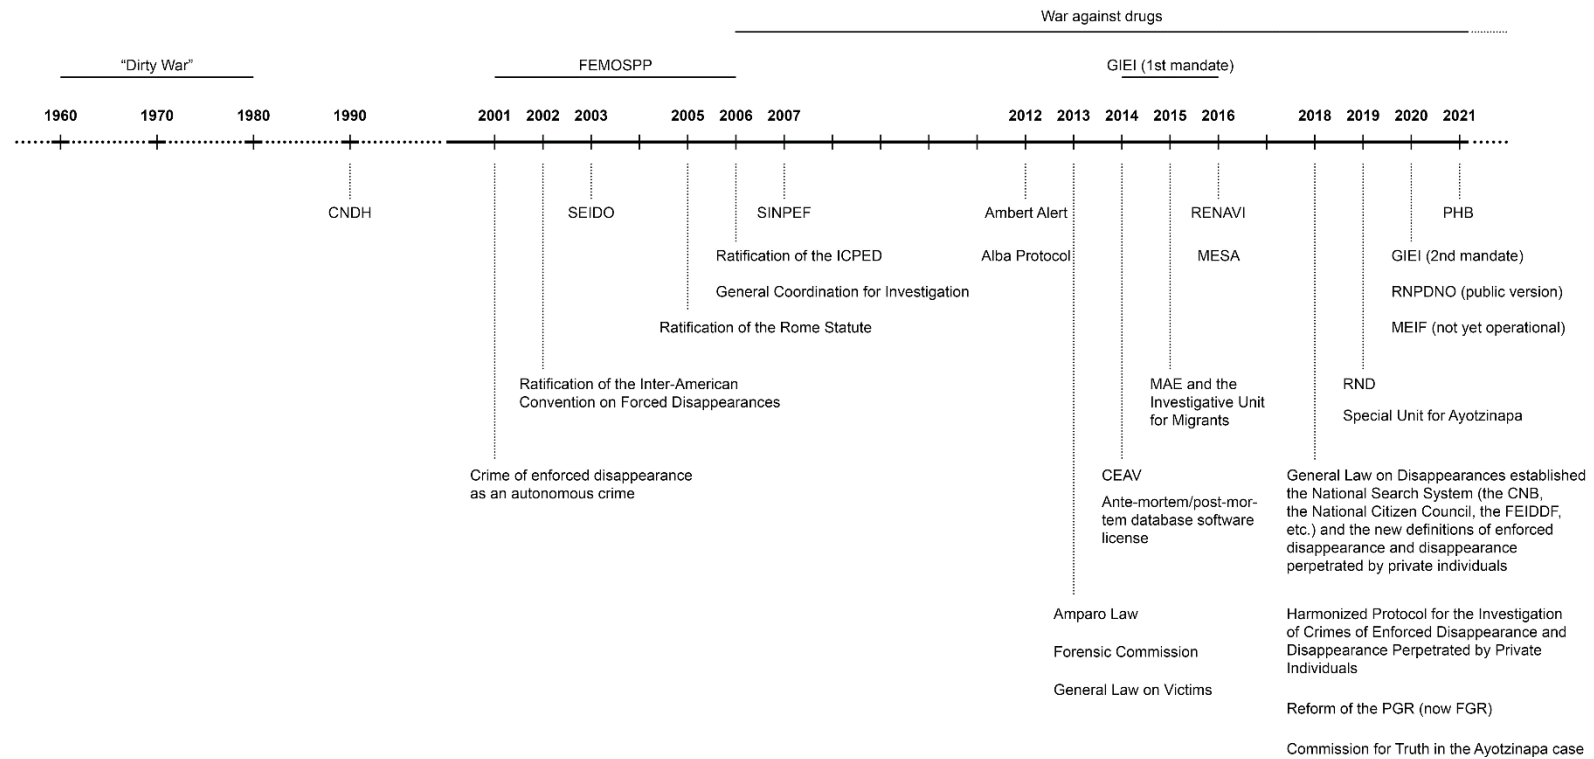 War against drugs
“Dirty War”
FEMOSPP
GIEI (1st mandate)
1960
1970
1980
1990
2001
2002
2003
2005
2006
2007
2012
2013
2014
2015
2016
2018
2019
2020
2021
CNDH
SEIDO
SINPEF
Ambert Alert
RENAVI
PHB
Ratification of the ICPED
Alba Protocol
MESA
GIEI (2nd mandate)
General Coordination for Investigation
RNPDNO (public version)
Ratification of the Rome Statute
MEIF (not yet operational)
Ratification of the Inter-American
Convention on Forced Disappearances
MAE and the
Investigative Unit
for Migrants
RND
Special Unit for Ayotzinapa
Crime of enforced disappearance
as an autonomous crime
CEAV
Ante-mortem/post-mor-
tem database software
license
General Law on Disappearances established
the National Search System (the CNB,
the National Citizen Council, the FEIDDF,
etc.) and the new definitions of enforced
disappearance and disappearance
perpetrated by private individuals
Amparo Law
Forensic Commission
General Law on Victims
Harmonized Protocol for the Investigation
of Crimes of Enforced Disappearance and
Disappearance Perpetrated by Private
Individuals
Reform of the PGR (now FGR)
Commission for Truth in the Ayotzinapa case